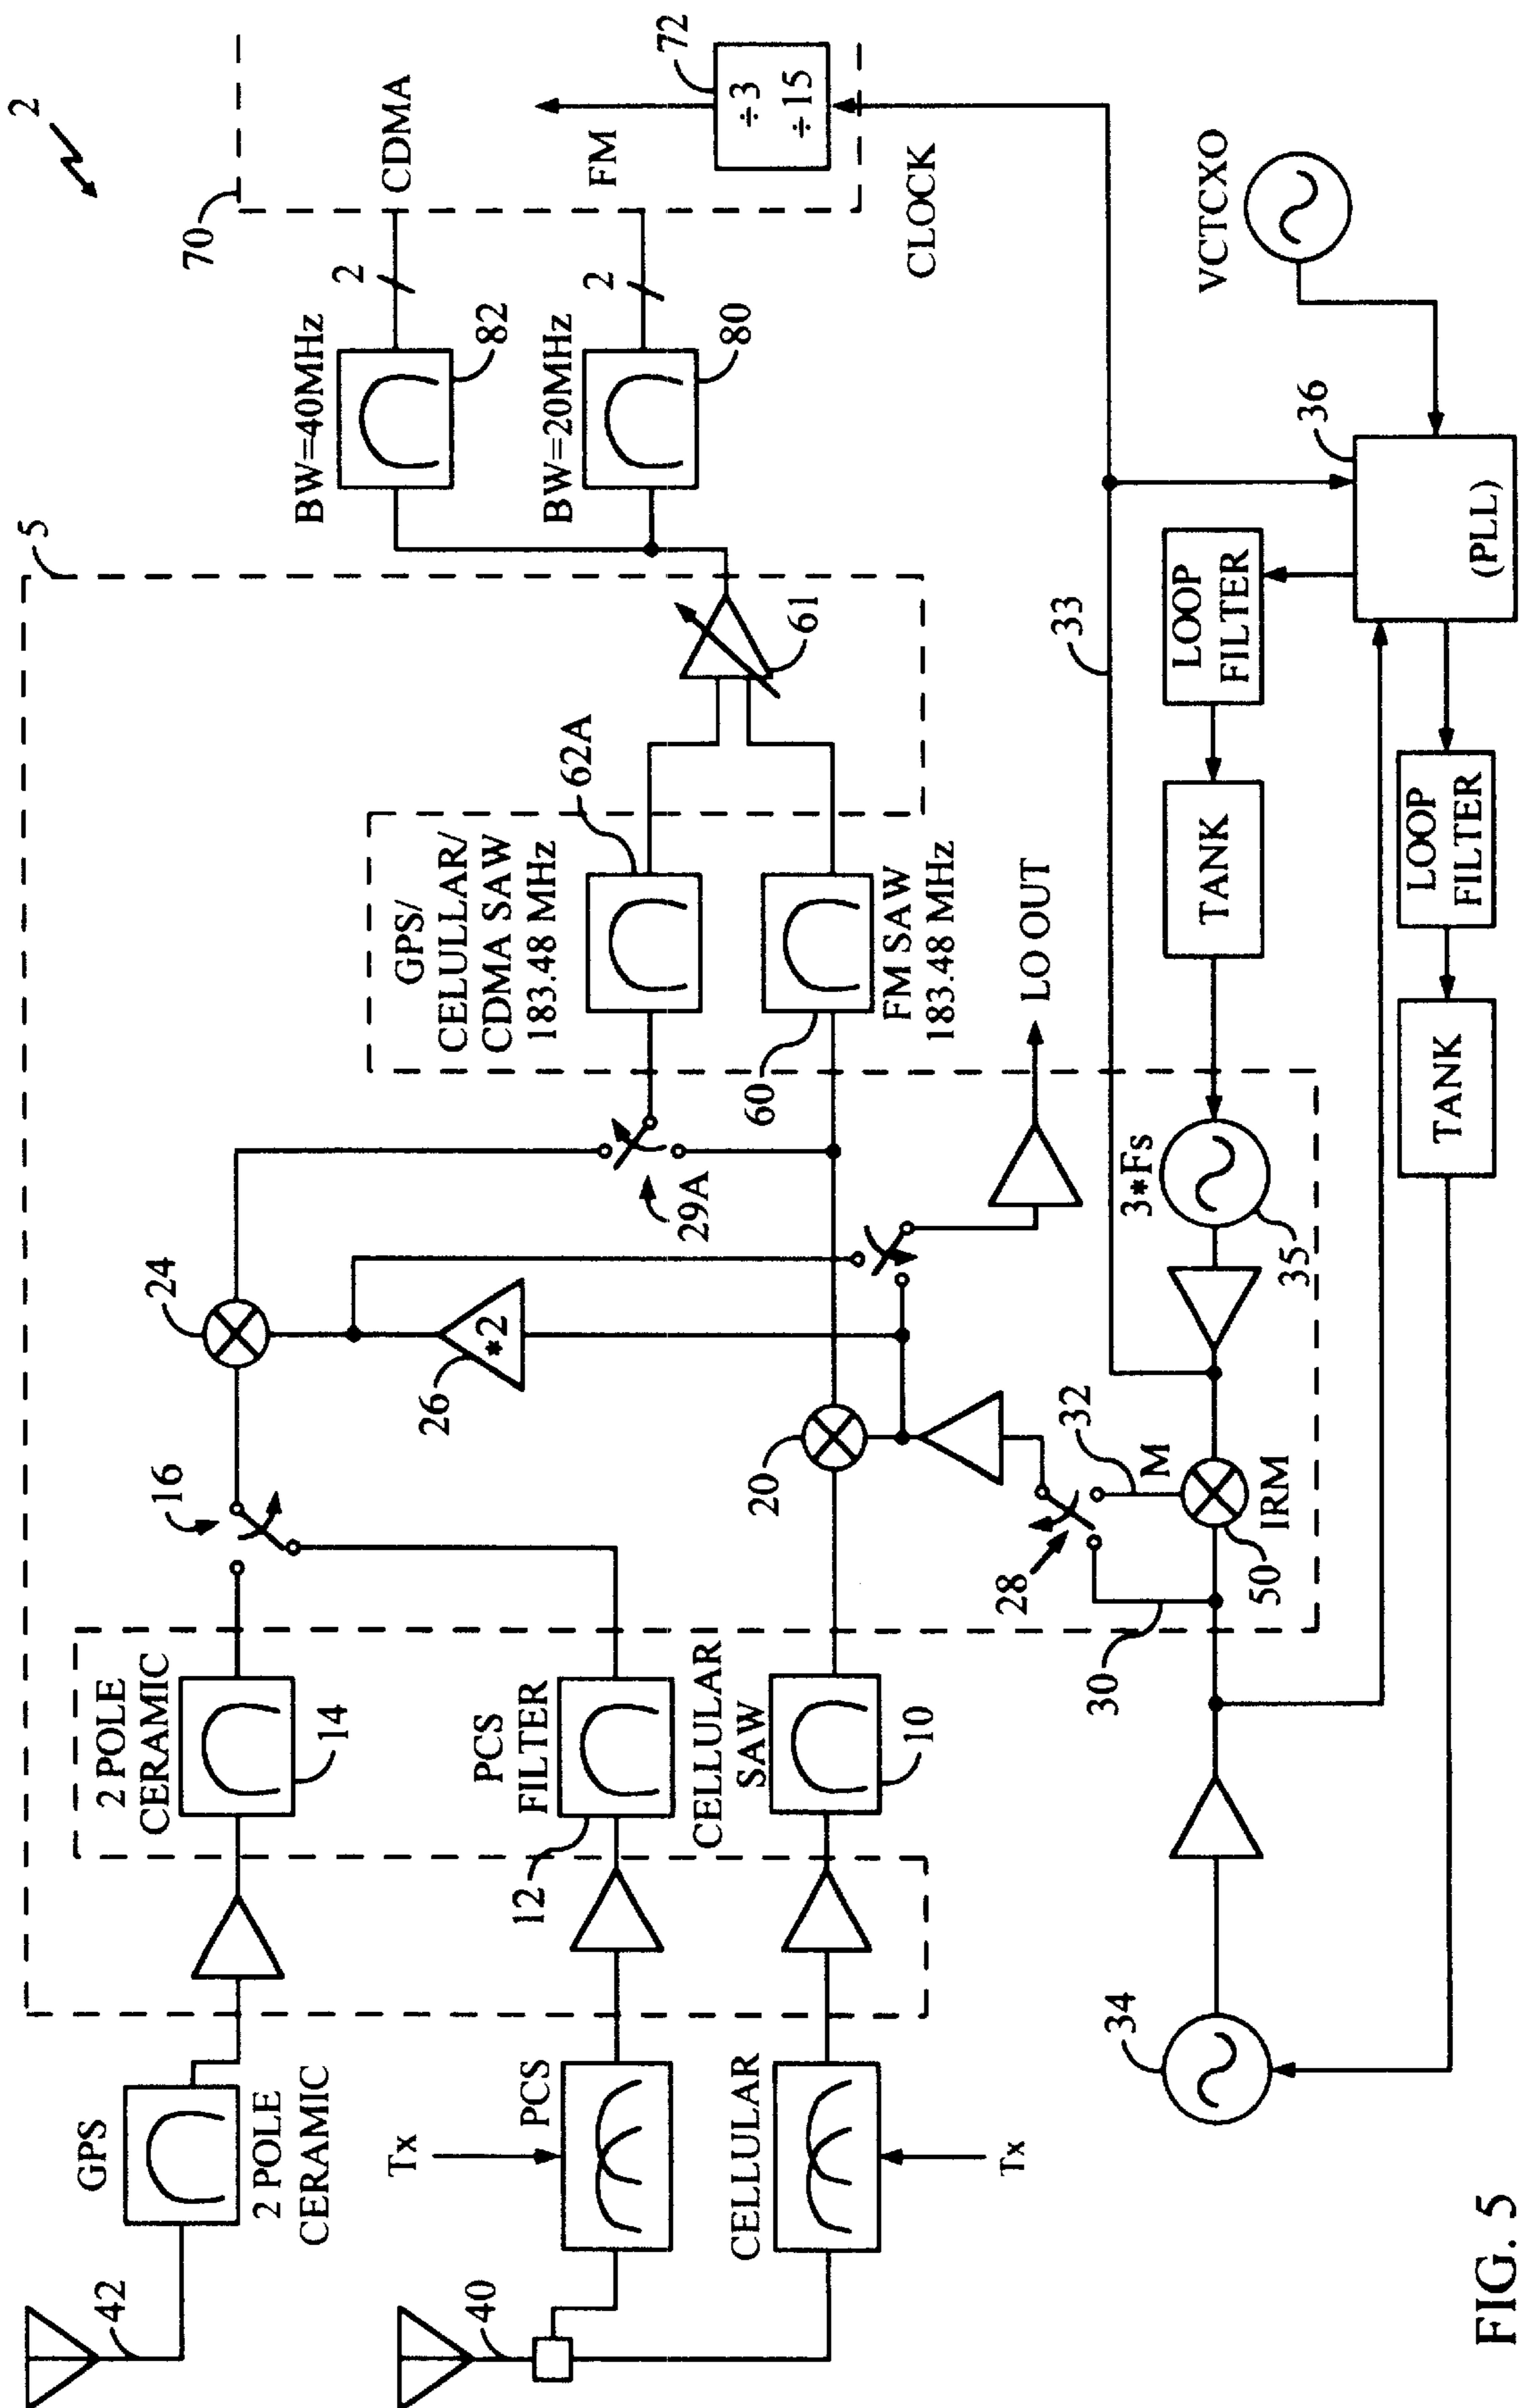 2
5
70
CDMA
FM
72
÷3
÷15
CLOCK
BW=40MHz
82
2
BW=20MHz
80
2
VCTCXO
36
(PLL)
LOOP
FILTER
TANK
LOOP
FILTER
TANK
33
61
62A
GPS/
CELULLAR/
CDMA SAW
183.48 MHz
60
FM SAW
183.48 MHz
LO OUT
29A
24
26
*2
20
16
28
32
M
IRM
50
30
3*Fs
35
2 POLE
CERAMIC
14
PCS
FILTER
12
CELLULAR
SAW
10
34
GPS
2 POLE
CERAMIC
42
Tx
PCS
40
CELLULAR
Tx
FIG. 5